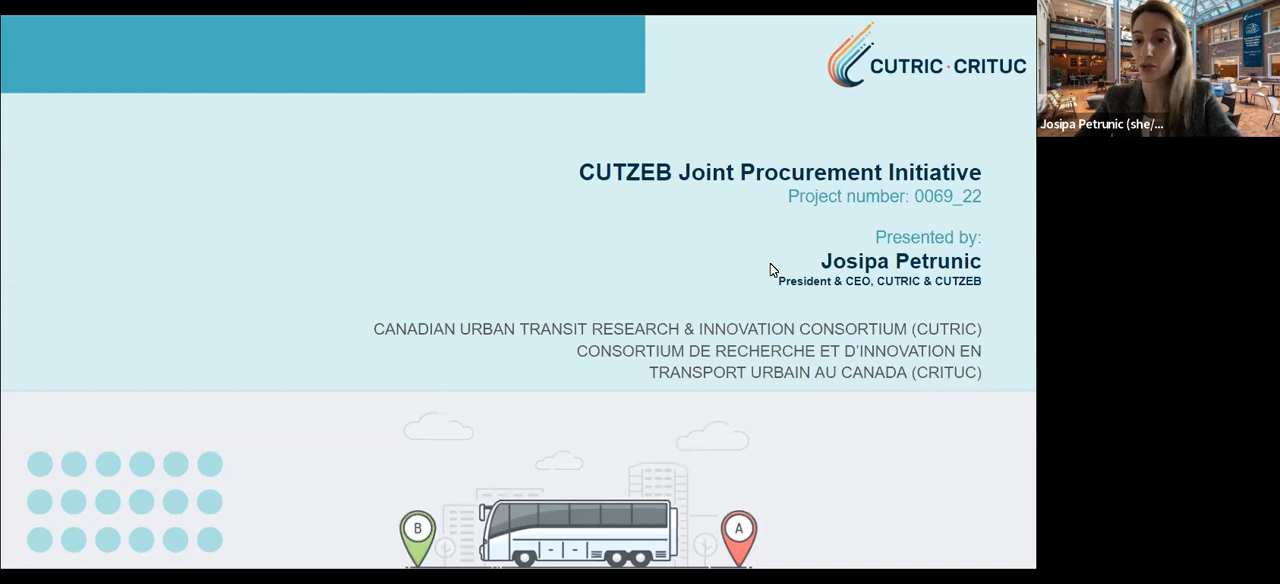 CUTRIC·CRITUC
CUTZEB Joint Procurement Initiative
Project number: 0069_22
Presented by:
Josipa Petrunic
President & CEO, CUTRIC & CUTZEB
CANADIAN URBAN TRANSIT RESEARCH & INNOVATION CONSORTIUM (CUTRIC)
CONSORTIUM DE RECHERCHE ET D'INNOVATION EN
TRANSPORT URBAIN AU CANADA (CRITUC)
B
A
Josipa Petrunic (she/...